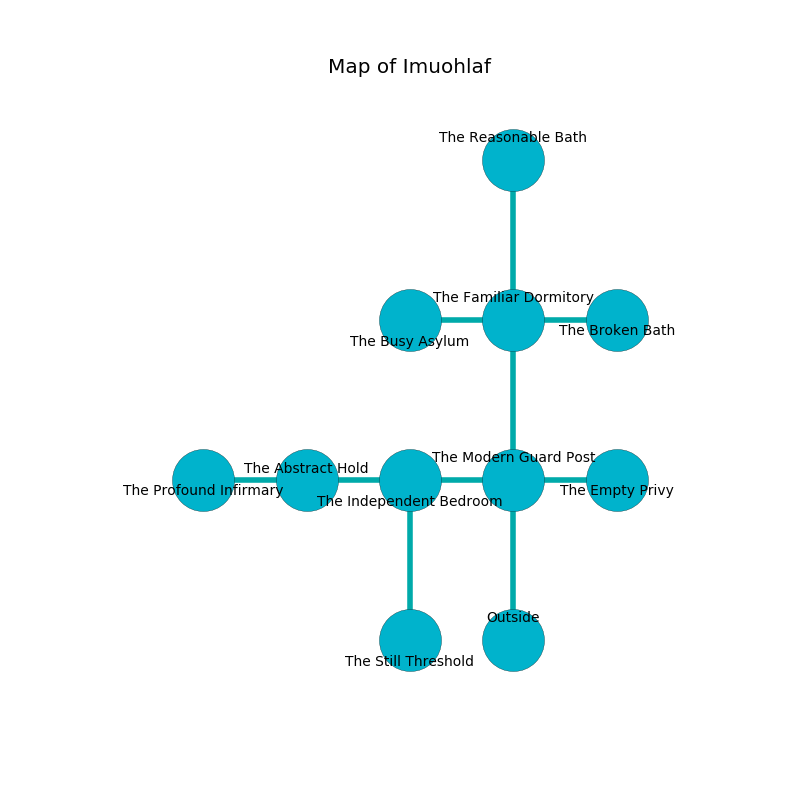 Map of Imuohlaf
The Reasonable Bath
The Familiar Dormitory
The Broken Bath
The Busy Asylum
The Modern Guard Post
The Abstract Hold
The Profound Infirmary
The Empty Privy
The Independent Bedroom
Outside
The Still Threshold